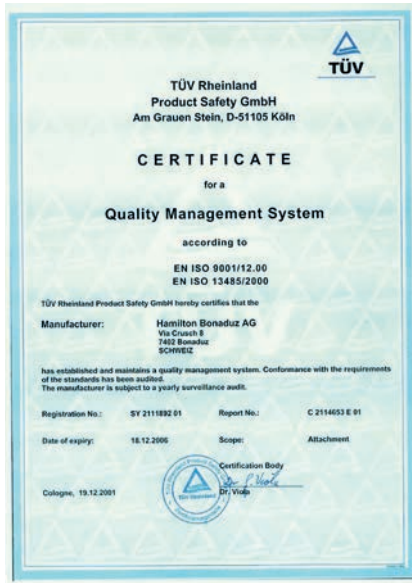 TÜV
TÜV Rheinland
Product Safety GmbH
Am Grauen Stein, D-51105 Köln
CERTIFICATE
for a
Quality Management System
according to
EN ISO 9001/12.00
EN ISO 13485/2000
TÜV Rheinland Product Safety GmbH hereby certifies that the
Manufacturer: Hamilton Bonaduz AG
Via Crusch 8
7402 Bonaduz
SCHWEIZ
has established and maintains a quality management system. Conformance with the requirements
of the standards has been audited.
The manufacturer is subject to a yearly surveillance audit.
Registration No.: SY 2111892 01 Report No.: C 2114653 E 01
Date of expiry: 18.12.2006 Scope: Attachment
Certification Body
Cologne, 19.12.2001
TÜV Rheinland
Dr. Viola